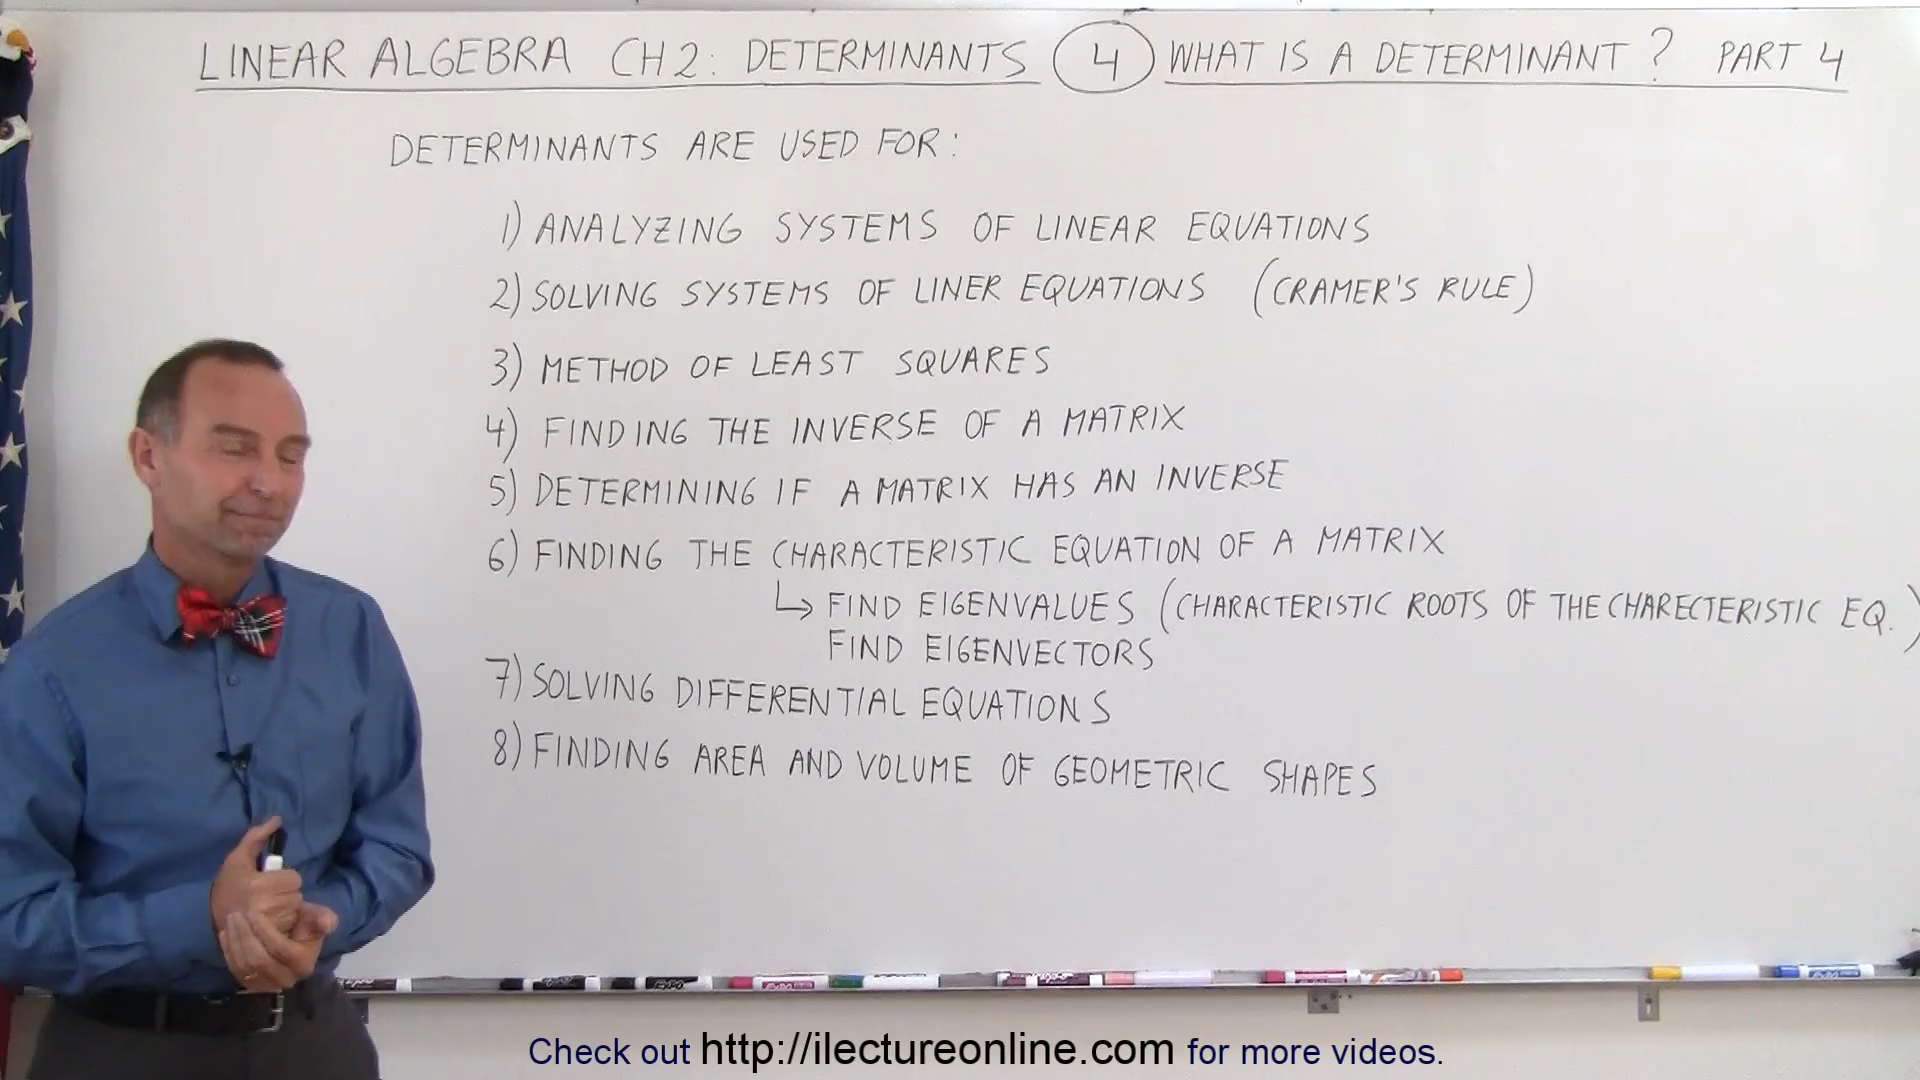 LINEAR ALGEBRA CH 2: DETERMINANTS 4 WHAT IS A DETERMINANT? PART 4
DETERMINANTS ARE USED FOR:
1) ANALYZING SYSTEMS OF LINEAR EQUATIONS
2) SOLVING SYSTEMS OF LINER EQUATIONS (CRAMER'S RULE)
3) METHOD OF LEAST SQUARES
4) FINDING THE INVERSE OF A MATRIX
5) DETERMINING IF A MATRIX HAS AN INVERSE
6) FINDING THE CHARACTERISTIC EQUATION OF A MATRIX
↳ FIND EIGENVALUES (CHARACTERISTIC ROOTS OF THE CHARECTERISTIC EQ.)
FIND EIGENVECTORS
7) SOLVING DIFFERENTIAL EQUATIONS
8) FINDING AREA AND VOLUME OF GEOMETRIC SHAPES
Check out http://ilectureonline.com for more videos.